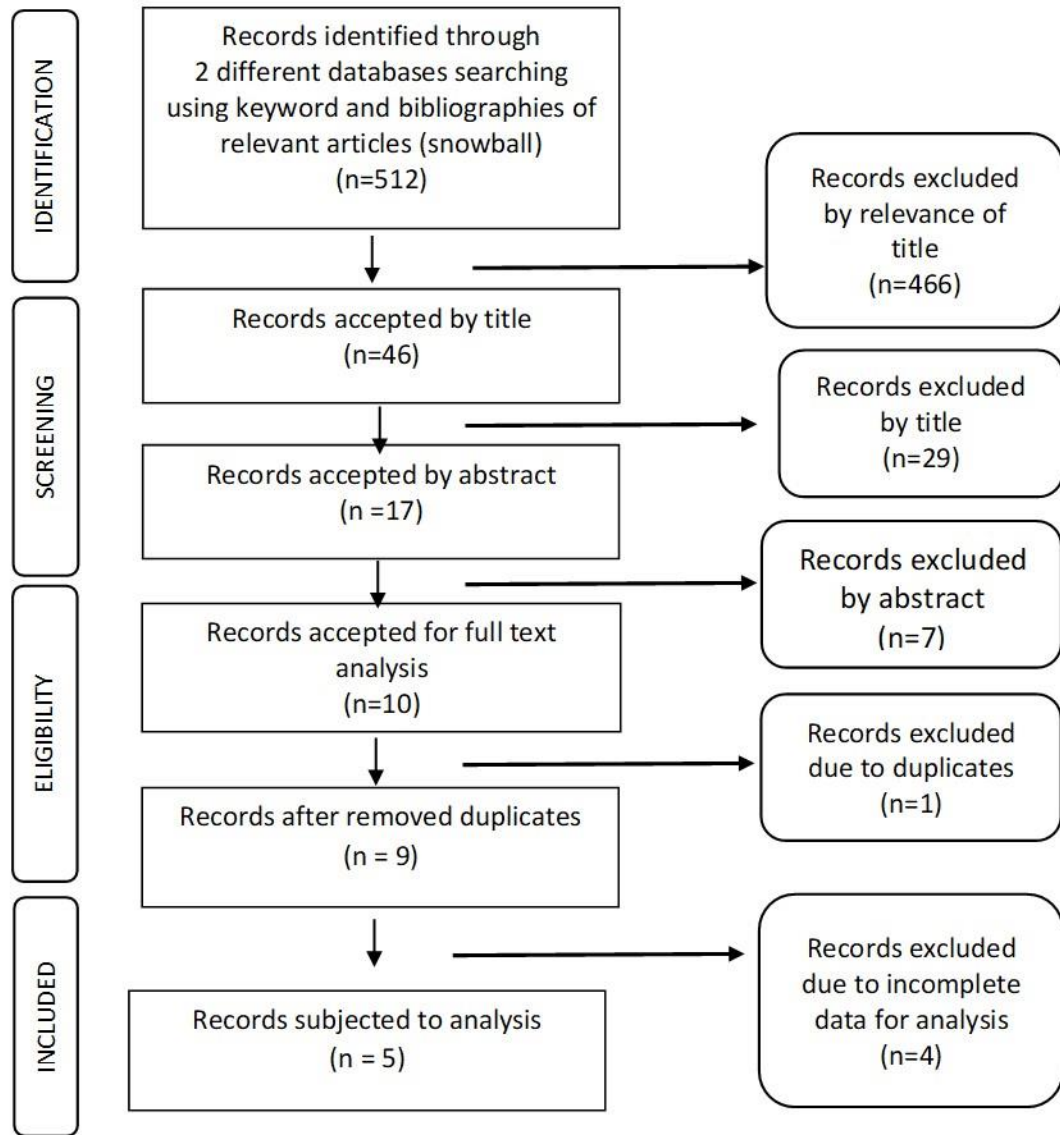 IDENTIFICATION
Records identified through
2 different databases searching
using keyword and bibliographies of
relevant articles (snowball)
(n=512)
Records excluded
by relevance of
title
(n=466)
SCREENING
Records accepted by title
(n=46)
Records excluded
by title
(n=29)
Records accepted by abstract
(n =17)
Records excluded
by abstract
(n=7)
ELIGIBILITY
Records accepted for full text
analysis
(n=10)
Records excluded
due to duplicates
(n=1)
Records after removed duplicates
(n = 9)
INCLUDED
Records excluded
due to incomplete
data for analysis
(n=4)
Records subjected to analysis
(n = 5)